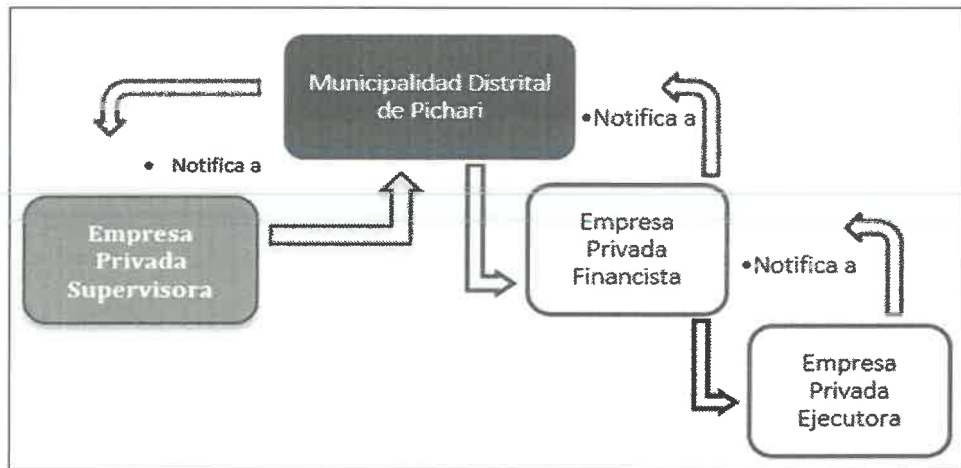 Municipalidad Distrital
de Pichari
•Notifica a
• Notifica a
Empresa
Privada
Supervisora
Empresa
Privada
Financista
•Notifica a
Empresa
Privada
Ejecutora